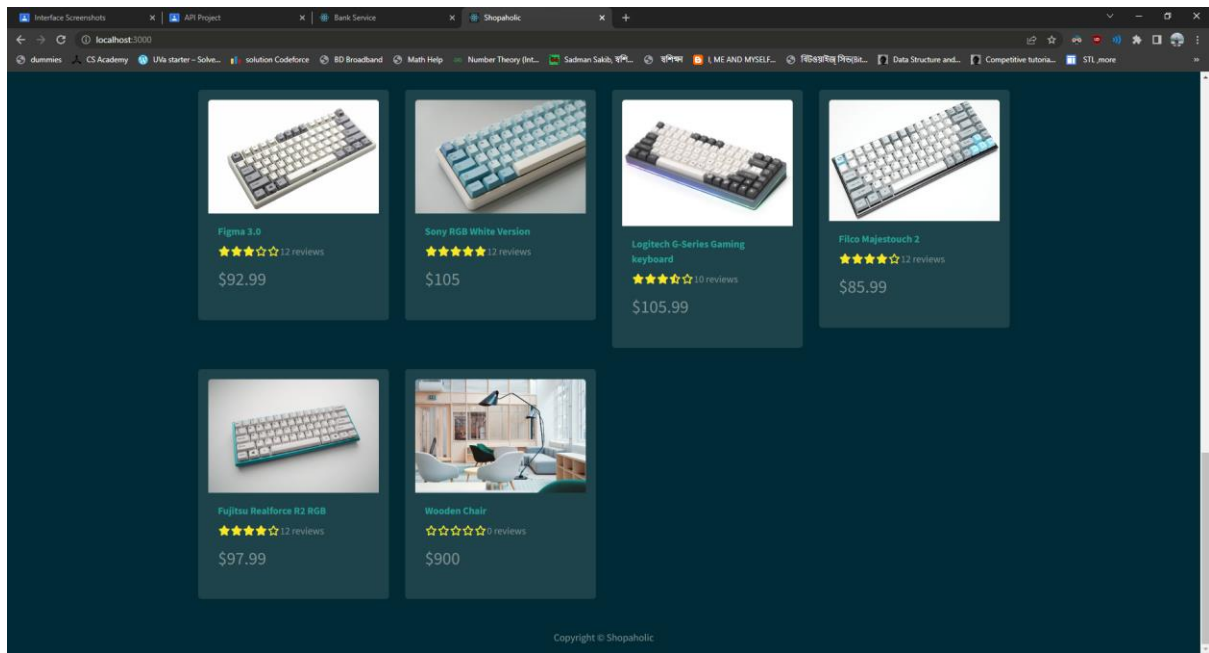 Interface Screenshots
API Project
Bank Service
Shopaholic
localhost:3000
dummies
CS Academy
UVa starter – Solve...
solution Codeforce
BD Broadband
Math Help
Number Theory (Int...
Sadman Sakib,
I, ME AND MYSELF...
Data Structure and...
Competitive tutoria...
STL ,more
Figma 3.0
12 reviews
$92.99
Sony RGB White Version
12 reviews
$105
Logitech G-Series Gaming
keyboard
10 reviews
$105.99
Filco Majestouch 2
12 reviews
$85.99
Fujitsu Realforce R2 RGB
12 reviews
$97.99
Wooden Chair
0 reviews
$900
Copyright © Shopaholic